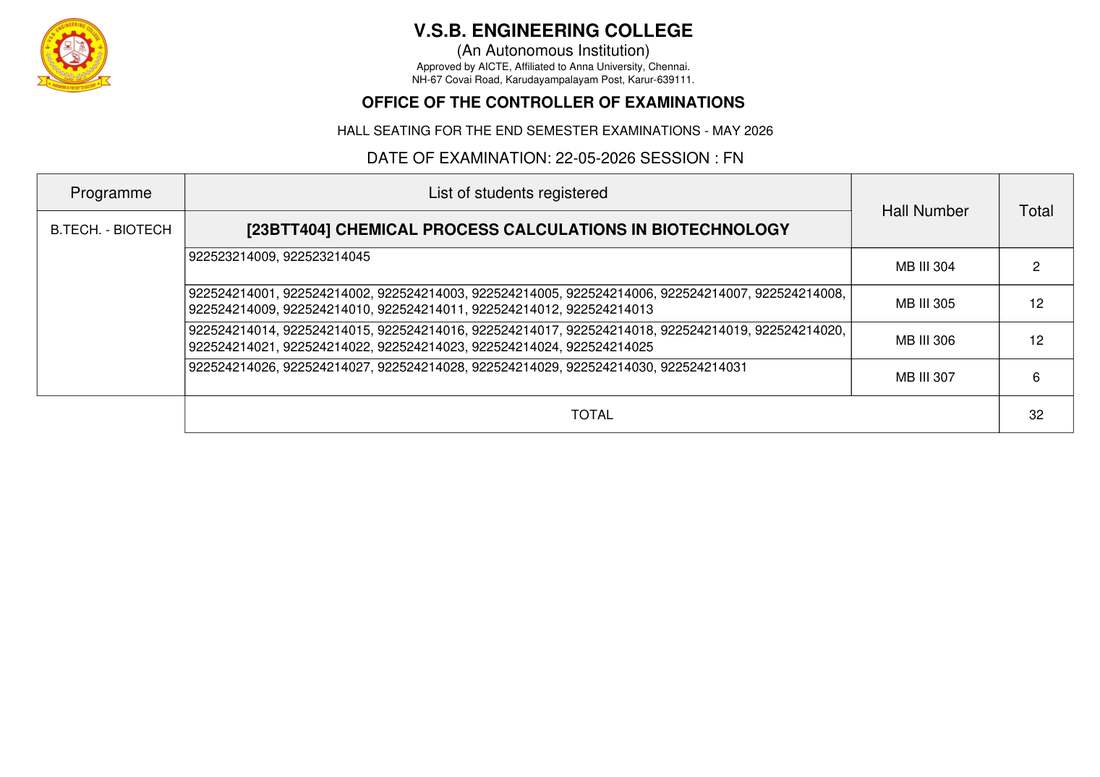 V.S.B. ENGINEERING COLLEGE
(An Autonomous Institution)
Approved by AICTE, Affiliated to Anna University, Chennai.
NH-67 Covai Road, Karudayampalayam Post, Karur-639111.
OFFICE OF THE CONTROLLER OF EXAMINATIONS
HALL SEATING FOR THE END SEMESTER EXAMINATIONS - MAY 2026
DATE OF EXAMINATION: 22-05-2026 SESSION : FN
Programme
List of students registered
Hall Number
Total
B.TECH. - BIOTECH
[23BTT404] CHEMICAL PROCESS CALCULATIONS IN BIOTECHNOLOGY
922523214009, 922523214045
MB III 304
2
922524214001, 922524214002, 922524214003, 922524214005, 922524214006, 922524214007, 922524214008,
922524214009, 922524214010, 922524214011, 922524214012, 922524214013
MB III 305
12
922524214014, 922524214015, 922524214016, 922524214017, 922524214018, 922524214019, 922524214020,
922524214021, 922524214022, 922524214023, 922524214024, 922524214025
MB III 306
12
922524214026, 922524214027, 922524214028, 922524214029, 922524214030, 922524214031
MB III 307
6
TOTAL
32